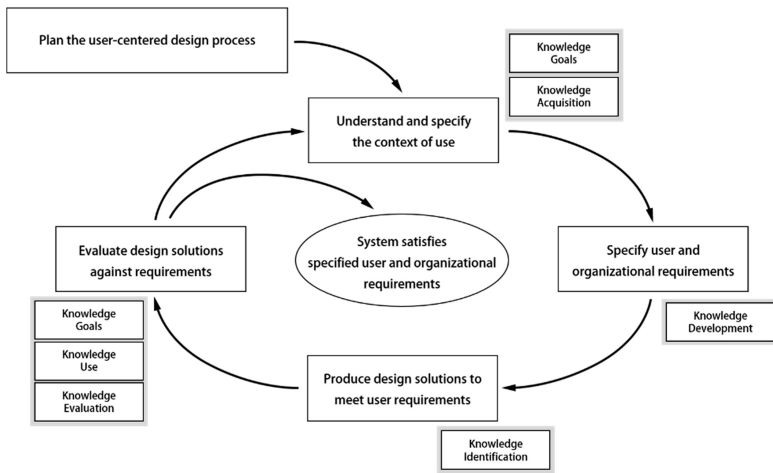 Plan the user-centered design process
Knowledge
Goals
Knowledge
Acquisition
Understand and specify
the context of use
Evaluate design solutions
against requirements
System satisfies
specified user and organizational
requirements
Specify user and
organizational requirements
Knowledge
Goals
Knowledge
Use
Knowledge
Evaluation
Knowledge
Development
Produce design solutions to
meet user requirements
Knowledge
Identification